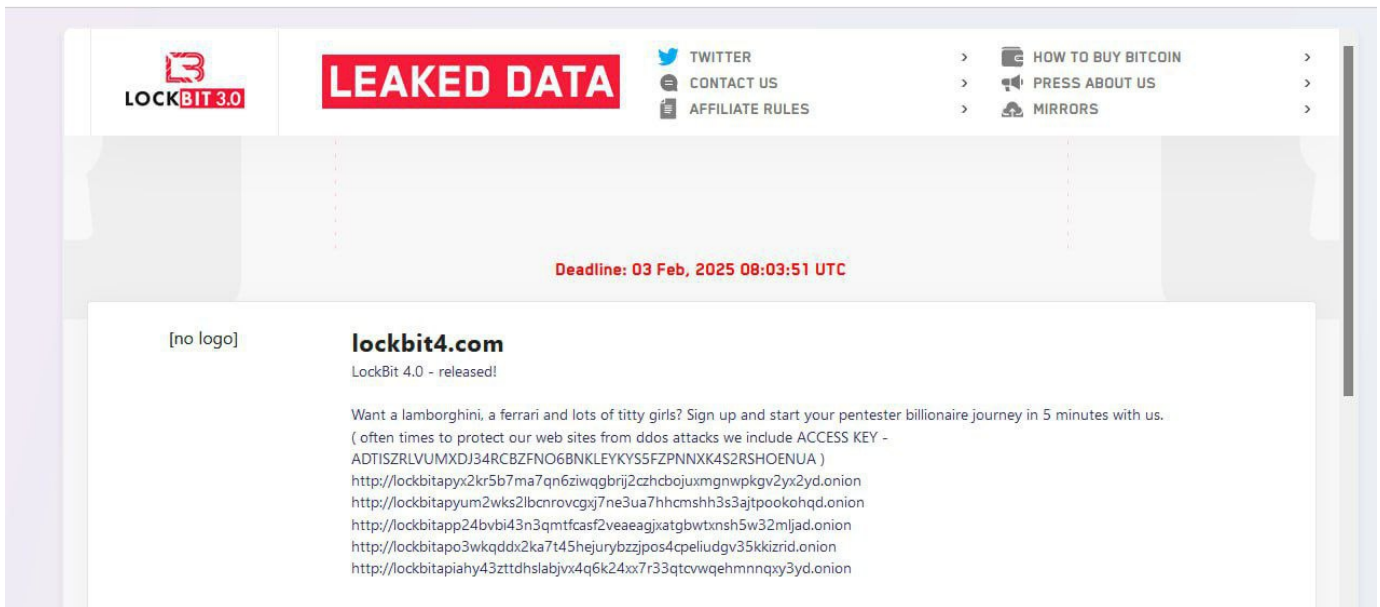 LOCKBIT 3.0
LEAKED DATA
TWITTER
CONTACT US
AFFILIATE RULES
HOW TO BUY BITCOIN
PRESS ABOUT US
MIRRORS
Deadline: 03 Feb, 2025 08:03:51 UTC
[no logo]
lockbit4.com
LockBit 4.0 - released!
Want a lamborghini, a ferrari and lots of titty girls? Sign up and start your pentester billionaire journey in 5 minutes with us.
( often times to protect our web sites from ddos attacks we include ACCESS KEY -
ADTISZRLVUMXDJ34RCBZFNO6BNKLEYKYS5FZPNNXK4S2RSHOENUA )
http://lockbitapyx2kr5b7ma7qn6ziwqgbrij2czhcbojuxmgnwpkgv2yx2yd.onion
http://lockbitapyum2wks2lbcnrovcgxj7ne3ua7hhcmshh3s3ajtpookohqd.onion
http://lockbitapp24bvbi43n3qmtfcasf2veaeagjxatgbwtxnsh5w32mljad.onion
http://lockbitapo3wkqddx2ka7t45hejurybzzjpos4cpeliudgv35kkizrid.onion
http://lockbitapiahy43zttdhslabjvx4q6k24xx7r33qtcvwqehmnnqxy3yd.onion